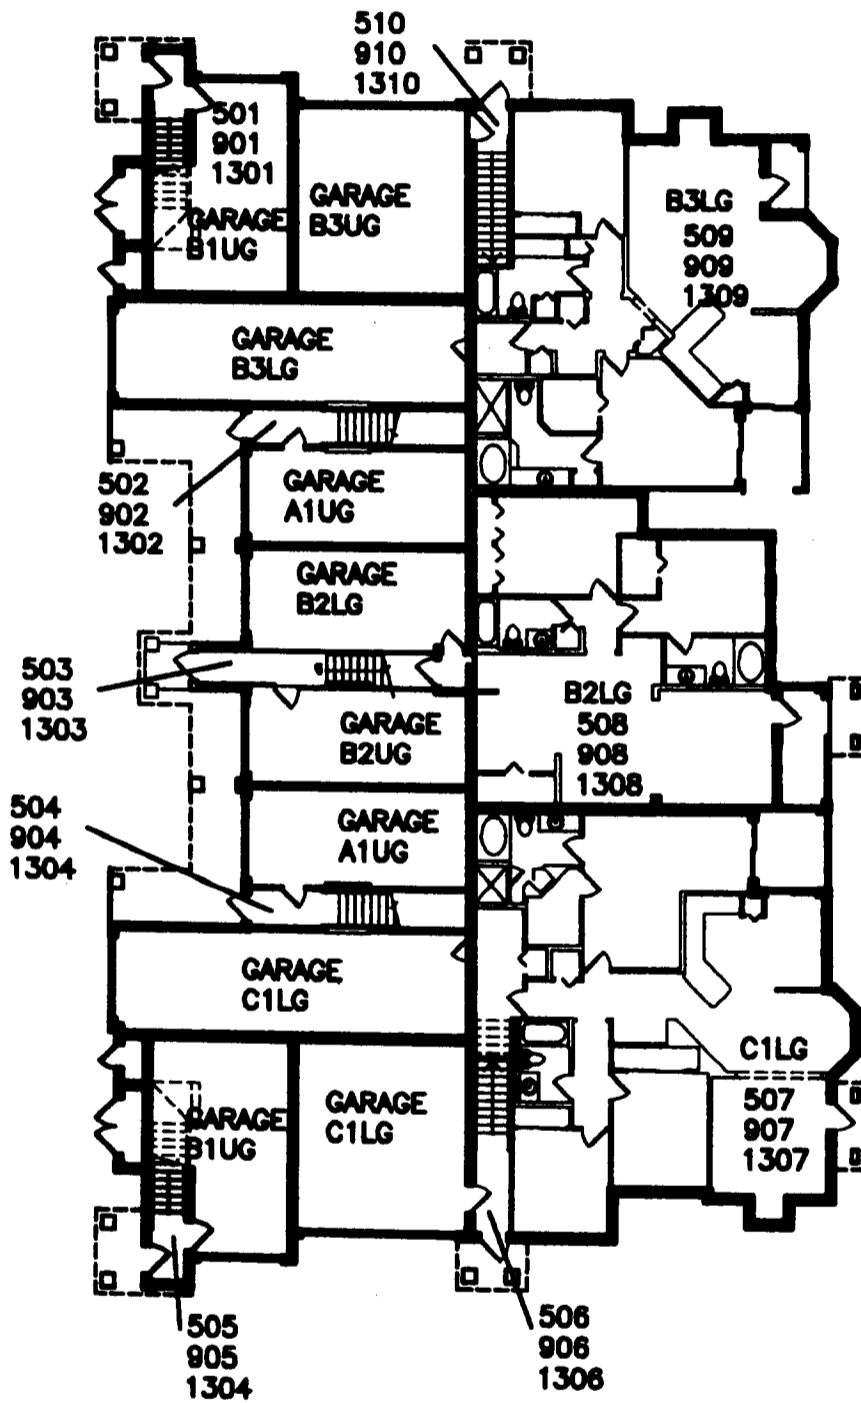 510
910
1310
501
901
1301
GARAGE
B1UG
GARAGE
B3UG
B3LG
509
909
1309
GARAGE
B3LG
502
902
1302
GARAGE
A1UG
GARAGE
B2LG
503
903
1303
GARAGE
B2UG
B2LG
508
908
1308
504
904
1304
GARAGE
A1UG
GARAGE
C1LG
C1LG
507
907
1307
GARAGE
B1UG
GARAGE
C1LG
505
905
1304
506
906
1306